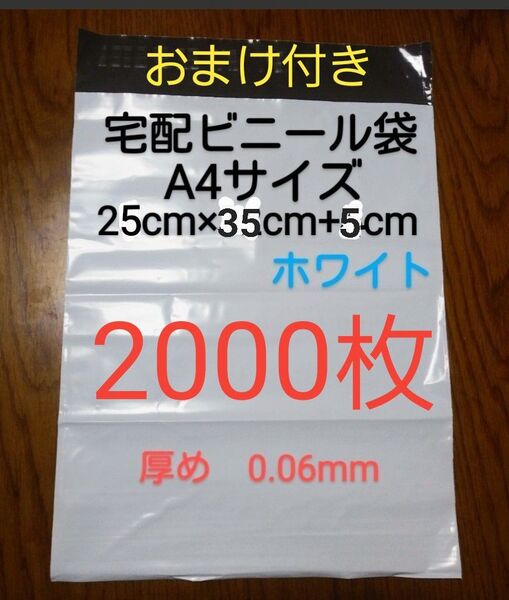 おまけ付き
宅配ビニール袋
A4サイズ
25cm×35cm+5cm
ホワイト
2000枚
厚め 0.06mm